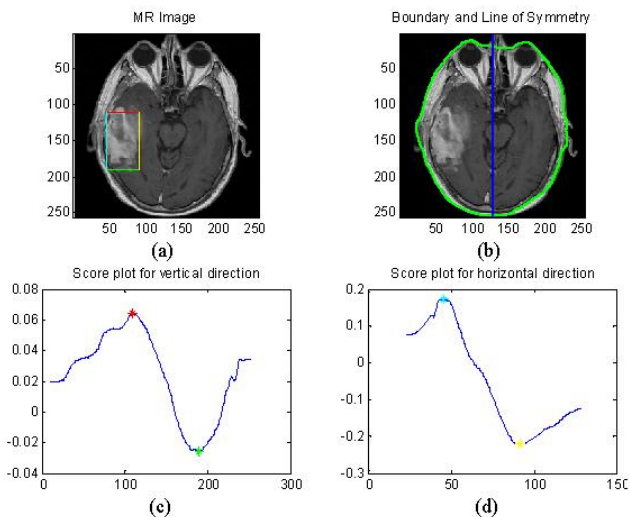 MR Image
50
100
150
200
250
0 50 100 150 200 250
(a)
Boundary and Line of Symmetry
50
100
150
200
250
50 100 150 200 250
(b)
Score plot for vertical direction
0.08
0.06
0.04
0.02
0
-0.02
-0.04
0 100 200 300
(c)
Score plot for horizontal direction
0.2
0.1
0
-0.1
-0.2
-0.3
0 50 100 150
(d)